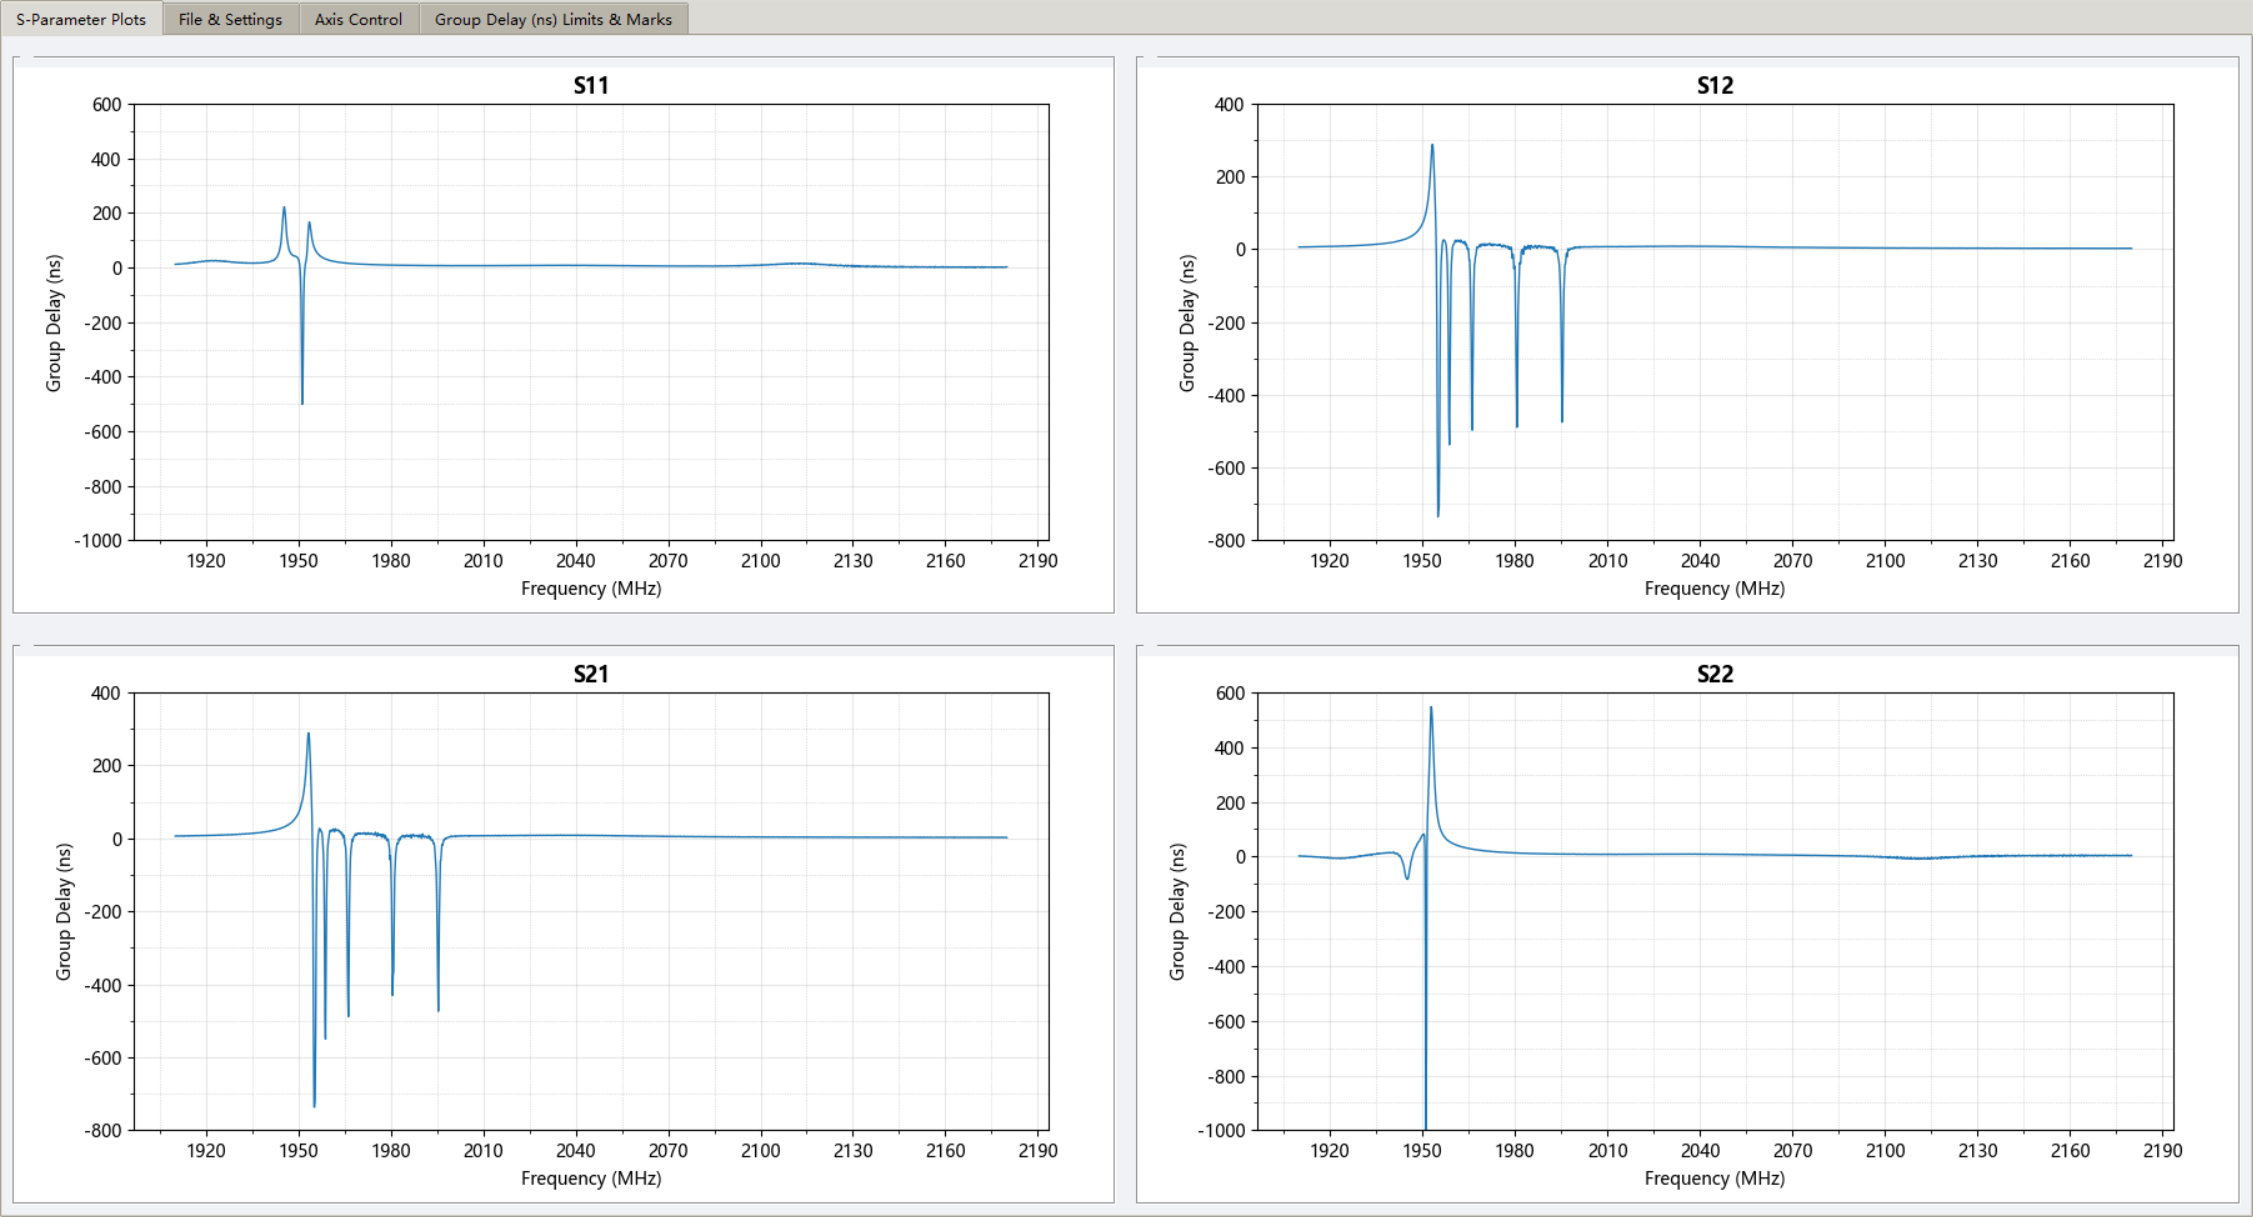 S-Parameter Plots File & Settings Axis Control Group Delay (ns) Limits & Marks
S11
600
400
200
0
-200
-400
-600
-800
-1000
Group Delay (ns)
1920 1950 1980 2010 2040 2070 2100 2130 2160 2190
Frequency (MHz)
S12
400
200
0
-200
-400
-600
-800
Group Delay (ns)
1920 1950 1980 2010 2040 2070 2100 2130 2160 2190
Frequency (MHz)
S21
400
200
0
-200
-400
-600
-800
Group Delay (ns)
1920 1950 1980 2010 2040 2070 2100 2130 2160 2190
Frequency (MHz)
S22
600
400
200
0
-200
-400
-600
-800
-1000
Group Delay (ns)
1920 1950 1980 2010 2040 2070 2100 2130 2160 2190
Frequency (MHz)